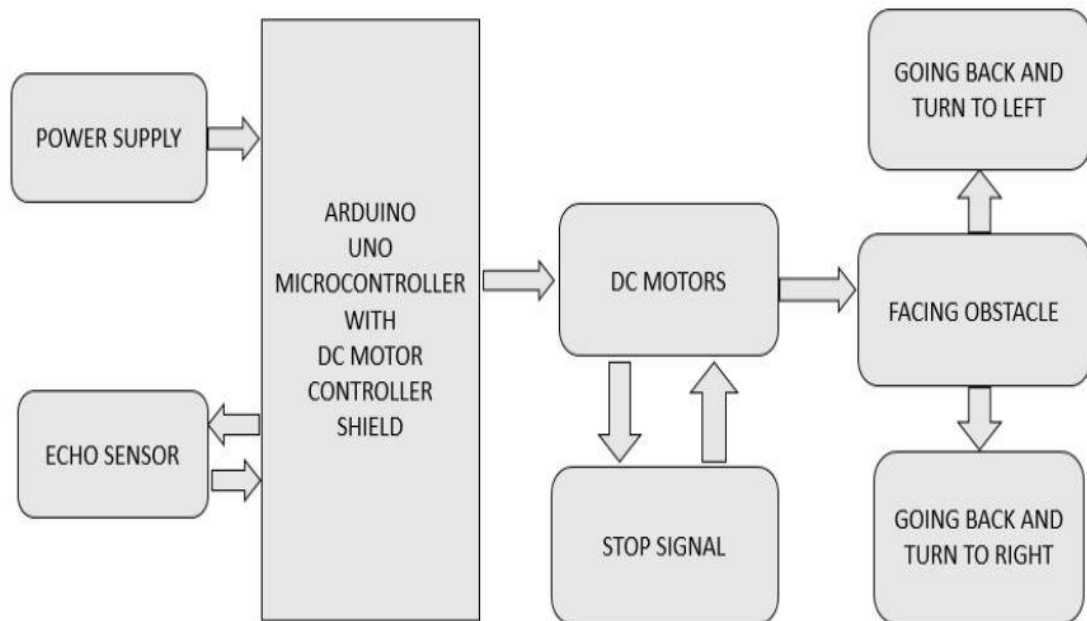 POWER SUPPLY
ECHO SENSOR
ARDUINO
UNO
MICROCONTROLLER
WITH
DC MOTOR
CONTROLLER
SHIELD
DC MOTORS
STOP SIGNAL
GOING BACK AND
TURN TO LEFT
FACING OBSTACLE
GOING BACK AND
TURN TO RIGHT